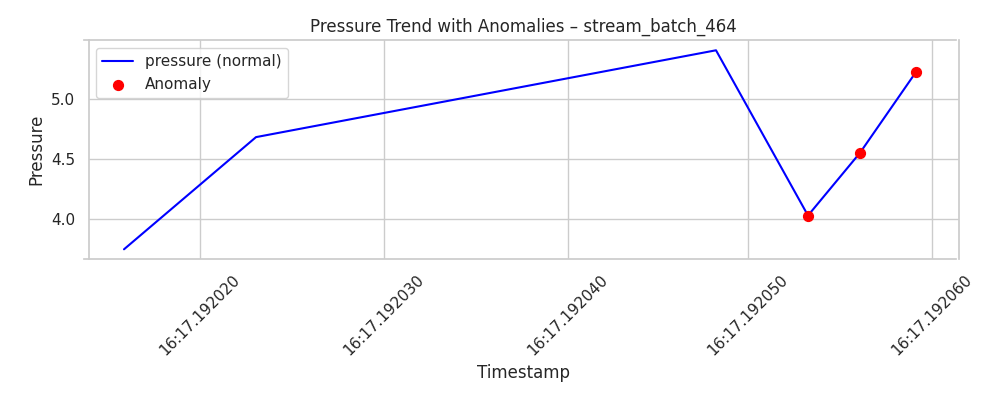 Pressure Trend with Anomalies – stream_batch_464
pressure (normal)
Anomaly
Pressure
5.0
4.5
4.0
16:17.192020
16:17.192030
16:17.192040
16:17.192050
16:17.192060
Timestamp